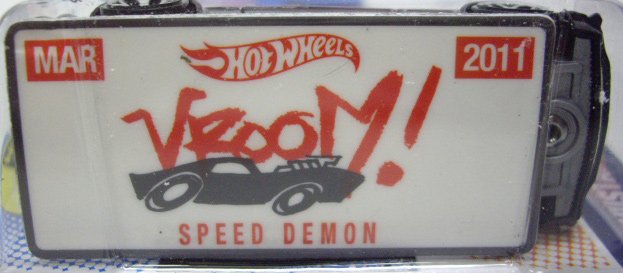 MAR HOT WHEELS 2011
VROOM!
SPEED DEMON